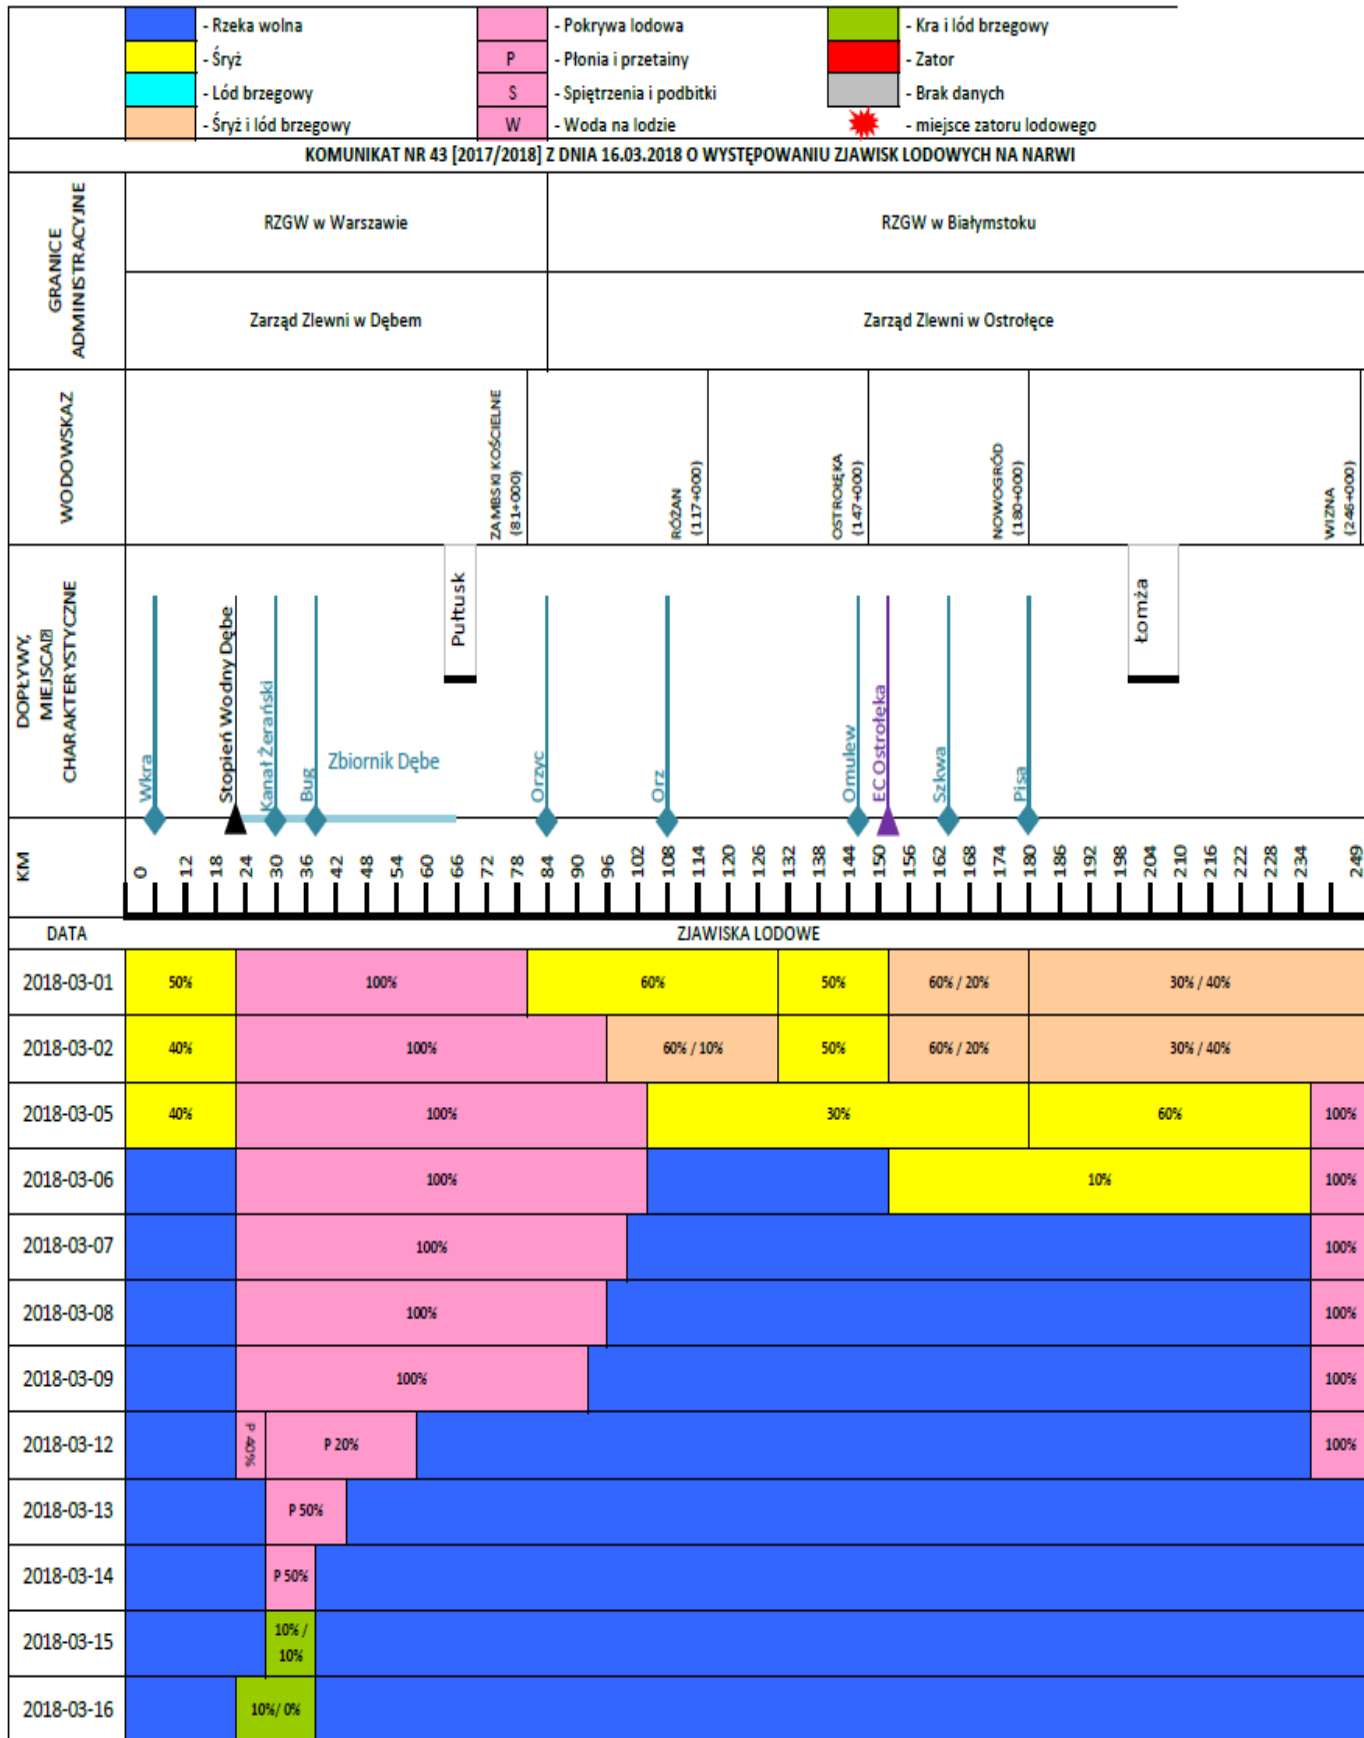 - Rzeka wolna
- Pokrywa lodowa
- Kra i lód brzegowy
- Śryż
P
- Płonia i przetainy
- Zator
- Lód brzegowy
S
- Spiętrzenia i podbitki
- Brak danych
- Śryż i lód brzegowy
W
- Woda na lodzie
- miejsce zatoru lodowego
KOMUNIKAT NR 43 [2017/2018] Z DNIA 16.03.2018 O WYSTĘPOWANIU ZJAWISK LODOWYCH NA NARWI
GRANICE
ADMINISTRACYJNE
RZGW w Warszawie
RZGW w Białymstoku
Zarząd Zlewni w Dębem
Zarząd Zlewni w Ostrołęce
WODOWSKAZ
ZAMBSKI KOŚCIELNE
(81+000)
RÓŻAN
(117+000)
OSTROŁĘKA
(147+000)
NOWOGRÓD
(180+000)
WIZNA
(246+000)
DOPŁYWY,
MIEJSCA
CHARAKTERYSTYCZNE
Wkra
Stopień Wodny Dębe
Kanał Żerański
Bug
Zbiornik Dębe
Pułtusk
Orzyc
Orz
Omulew
EC Ostrołęka
Szkwa
Pisa
Łomża
KM
0 12 18 24 30 36 42 48 54 60 66 72 78 84 90 96 102 108 114 120 126 132 138 144 150 156 162 168 174 180 186 192 198 204 210 216 222 228 234 249
DATA
ZJAWISKA LODOWE
2018-03-01 50% 100% 60% 50% 60% / 20% 30% / 40%
2018-03-02 40% 100% 60% / 10% 50% 60% / 20% 30% / 40%
2018-03-05 40% 100% 30% 60% 100%
2018-03-06 100% 10% 100%
2018-03-07 100% 100%
2018-03-08 100% 100%
2018-03-09 100% 100%
2018-03-12 P 40% P 20% 100%
2018-03-13 P 50%
2018-03-14 P 50%
2018-03-15 10% /
10%
2018-03-16 10%/ 0%